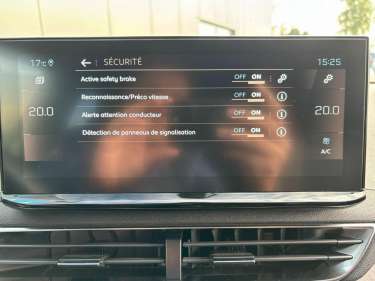 17°C SÉCURITÉ 15:25
Active safety brake OFF ON
Reconnaissance/Préco vitesse OFF ON
20.0 Alerte attention conducteur OFF ON 20.0
Détection de panneaux de signalisation OFF ON
A/C